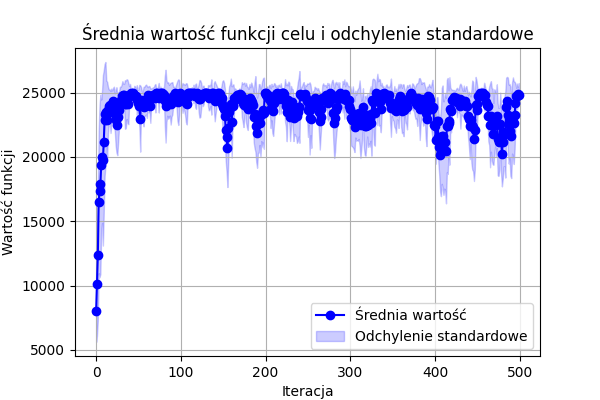 Średnia wartość funkcji celu i odchylenie standardowe
Wartość funkcji
25000
20000
15000
10000
5000
0
100
200
300
400
500
Iteracja
Średnia wartość
Odchylenie standardowe